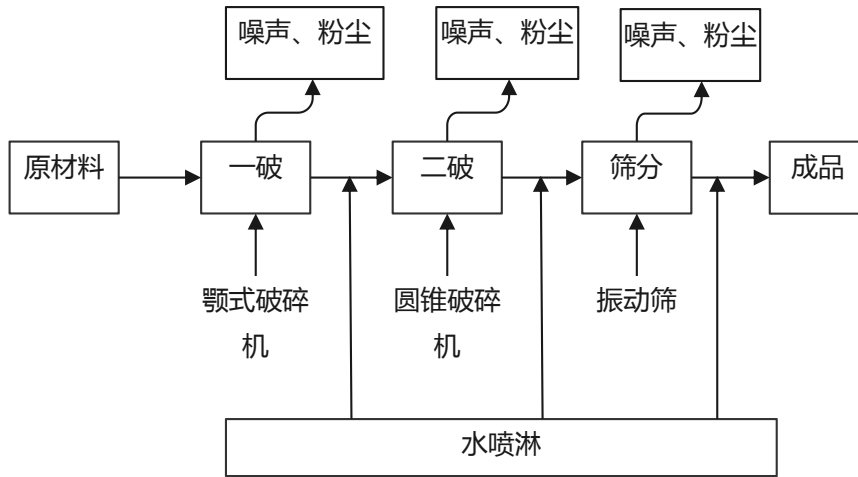 噪声、粉尘
噪声、粉尘
噪声、粉尘
原材料
一破
二破
筛分
成品
颚式破碎
机
圆锥破碎
机
振动筛
水喷淋